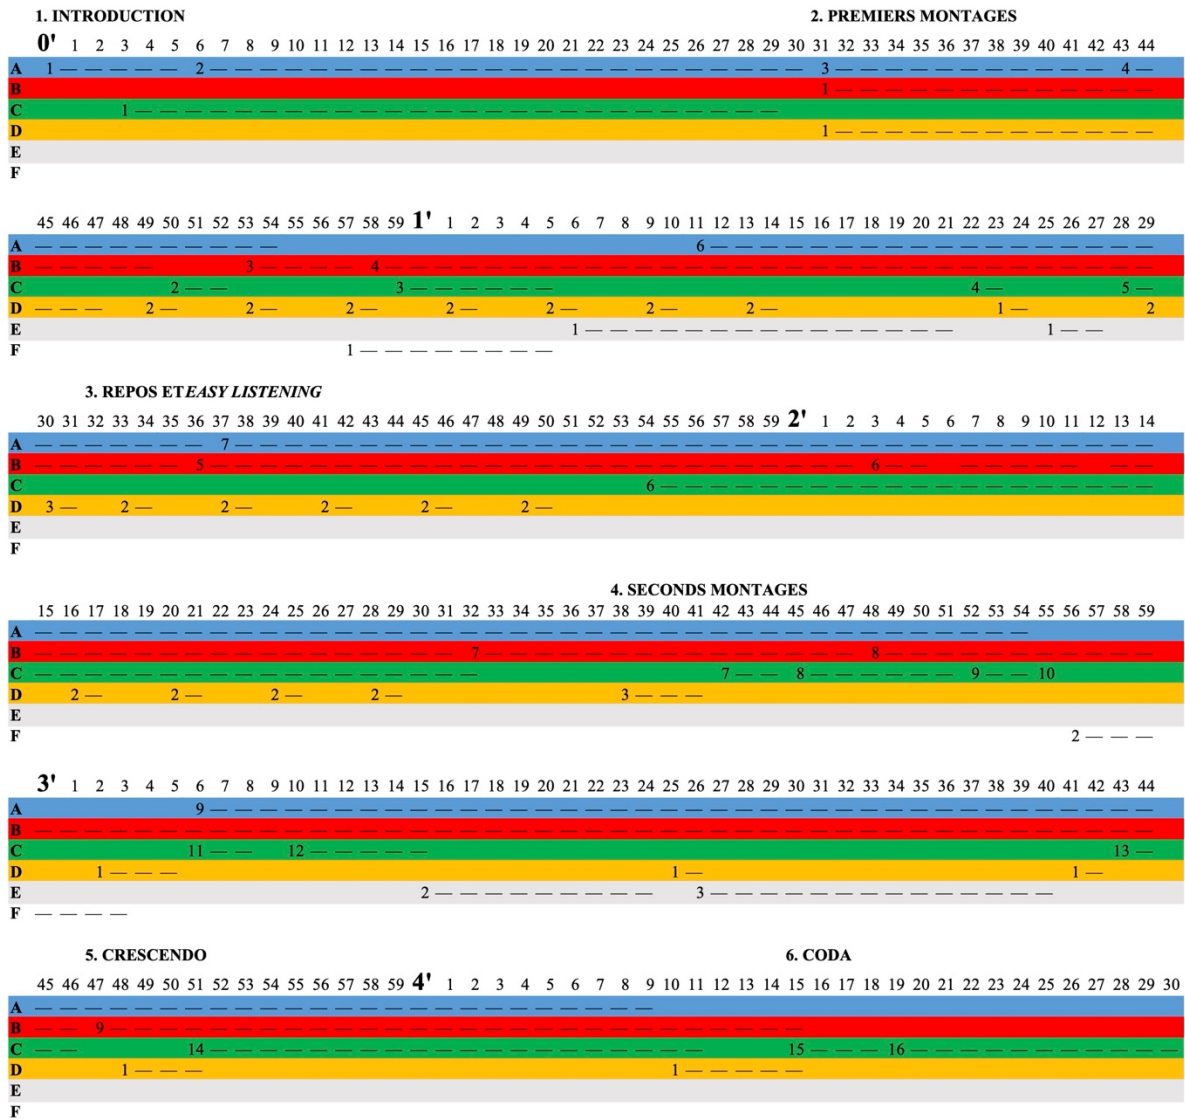 1. INTRODUCTION 2. PREMIERS MONTAGES
0' 1 2 3 4 5 6 7 8 9 10 11 12 13 14 15 16 17 18 19 20 21 22 23 24 25 26 27 28 29 30 31 32 33 34 35 36 37 38 39 40 41 42 43 44
A 1 — — — — — 2 — — — — — — — — — — — — — — — — — — — — — — — — 3 — — — — — — — — — — — 4 —
B 1 — — — — — — — — — — — — —
C 1 — — — — — — — — — — — — — — — — — — — — — — — — — —
D 1 — — — — — — — — — — — — —
E
F
45 46 47 48 49 50 51 52 53 54 55 56 57 58 59 1' 1 2 3 4 5 6 7 8 9 10 11 12 13 14 15 16 17 18 19 20 21 22 23 24 25 26 27 28 29
A — — — — — — — — — — 6 — — — — — — — — — — — — — — — — — —
B — — — — — 3 — — — — 4 — — — — — — — — — — — — — — — — — — — — — — — — — — — — — — —
C 2 — — 3 — — — — — — 4 — 5 —
D — — — 2 — 2 — 2 — 2 — 2 — 2 — 2 — 1 — 2
E 1 — — — — — — — — — — — — — — — 1 — —
F 1 — — — — — — — —
3. REPOS ET EASY LISTENING
30 31 32 33 34 35 36 37 38 39 40 41 42 43 44 45 46 47 48 49 50 51 52 53 54 55 56 57 58 59 2' 1 2 3 4 5 6 7 8 9 10 11 12 13 14
A — — — — — — — 7 — — — — — — — — — — — — — — — — — — — — — — — — — — — — — — — — — — — — —
B — — — — — — 5 — — — — — — — — — — — — — — — — — — — — — — — — — — 6 — — — — — — — — —
C 6 — — — — — — — — — — — — — — — — — — — —
D 3 — 2 — 2 — 2 — 2 — 2 —
E
F
4. SECONDS MONTAGES
15 16 17 18 19 20 21 22 23 24 25 26 27 28 29 30 31 32 33 34 35 36 37 38 39 40 41 42 43 44 45 46 47 48 49 50 51 52 53 54 55 56 57 58 59
A — — — — — — — — — — — — — — — — — — — — — — — — — — — — — — — — — — — — — — — —
B — — — — — — — — — — — — — — — — — 7 — — — — — — — — — — — — — — — 8 — — — — — — — — — — —
C — — — — — — — — — — — — — — — — — — 7 — — 8 — — — — — — 9 — — 10
D 2 — 2 — 2 — 2 — 3 — — —
E
F 2 — — —
3' 1 2 3 4 5 6 7 8 9 10 11 12 13 14 15 16 17 18 19 20 21 22 23 24 25 26 27 28 29 30 31 32 33 34 35 36 37 38 39 40 41 42 43 44
A 9 — — — — — — — — — — — — — — — — — — — — — — — — — — — — — — — — — — — — — —
B — — — — — — — — — — — — — — — — — — — — — — — — — — — — — — — — — — — — — — — — — — — — —
C 11 — — 12 — — — — — 13 —
D 1 — — — 1 — 1 —
E 2 — — — — — — — — — 3 — — — — — — — — — — — — — —
F — — — —
5. CRESCENDO 6. CODA
45 46 47 48 49 50 51 52 53 54 55 56 57 58 59 4' 1 2 3 4 5 6 7 8 9 10 11 12 13 14 15 16 17 18 19 20 21 22 23 24 25 26 27 28 29 30
A — — — — — — — — — — — — — — — — — — — — — — — — —
B — — 9 — — — — — — — — — — — — — — — — — — — — — — — — — — — —
C — — 14 — — — — — — — — — — — — — — — — — — — — 15 — — — 16 — — — — — — — — — — —
D 1 — — — 1 — — — — —
E
F